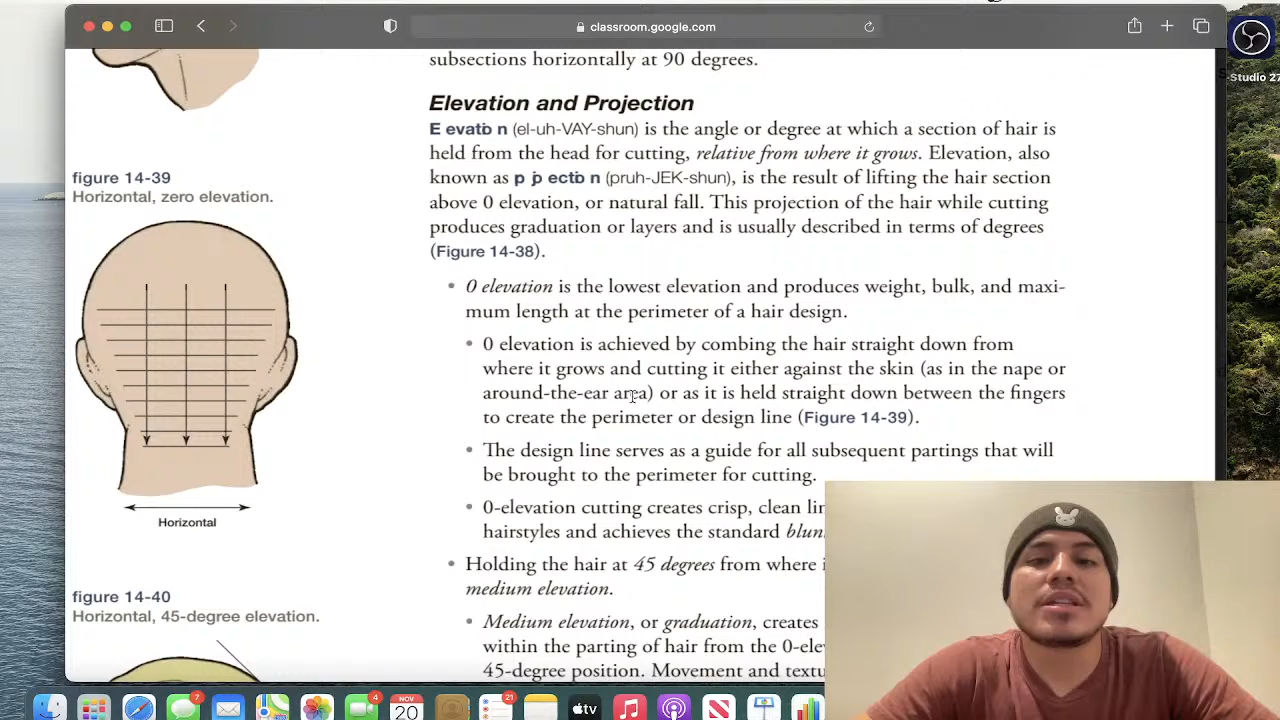 classroom.google.com
-Studio 27
subsections horizontally at 90 degrees.
Elevation and Projection
E evatio n (el-uh-VAY-shun) is the angle or degree at which a section of hair is
held from the head for cutting, relative from where it grows. Elevation, also
known as p jo ectio n (pruh-JEK-shun), is the result of lifting the hair section
above 0 elevation, or natural fall. This projection of the hair while cutting
produces graduation or layers and is usually described in terms of degrees
(Figure 14-38).
• 0 elevation is the lowest elevation and produces weight, bulk, and maxi-
mum length at the perimeter of a hair design.
• 0 elevation is achieved by combing the hair straight down from
where it grows and cutting it either against the skin (as in the nape or
around-the-ear area) or as it is held straight down between the fingers
to create the perimeter or design line (Figure 14-39).
• The design line serves as a guide for all subsequent partings that will
be brought to the perimeter for cutting.
• 0-elevation cutting creates crisp, clean lin
hairstyles and achieves the standard blun
• Holding the hair at 45 degrees from where i
medium elevation.
• Medium elevation, or graduation, creates
within the parting of hair from the 0-ele
45-degree position. Movement and textu
figure 14-39
Horizontal, zero elevation.
Horizontal
figure 14-40
Horizontal, 45-degree elevation.
7
4
NOV
20
21
tv